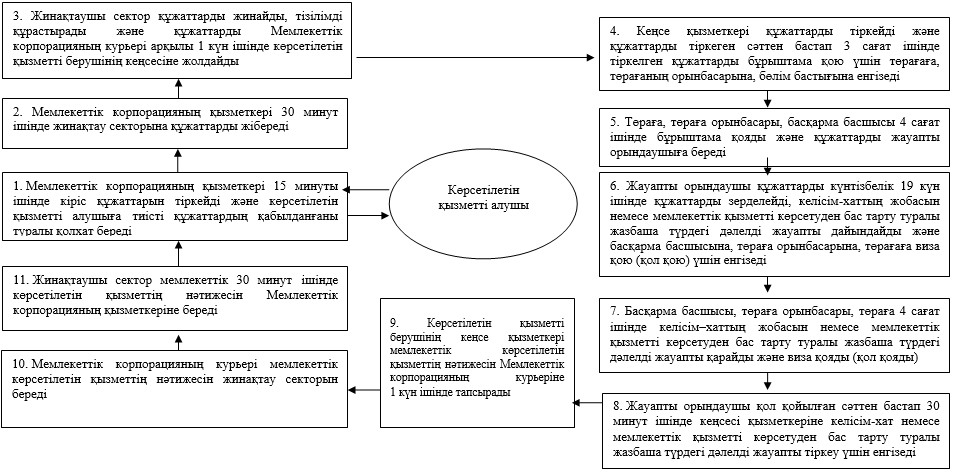 3. Жинақтаушы сектор құжаттарды жинайды, тізілімді
құрастырады және құжаттарды Мемлекеттік
корпорацияның курьері арқылы 1 күн ішінде көрсетілетін
қызметті берушінің кеңсесіне жолдайды
4. Кеңсе қызметкері құжаттарды тіркейді және
құжаттарды тіркеген сәттен бастап 3 сағат ішінде
тіркелген құжаттарды бұрыштама қою үшін төрағаға,
төрағаның орынбасарына, бөлім бастығына енгізеді
2. Мемлекеттік корпорацияның қызметкері 30 минут
ішінде жинақтау секторына құжаттарды жібереді
5. Төраға, төраға орынбасары, басқарма басшысы 4 сағат
ішінде бұрыштама қояды және құжаттарды жауапты
орындаушыға береді
1. Мемлекеттік корпорацияның қызметкері 15 минуты
ішінде кіріс құжаттарын тіркейді және көрсетілетін
қызметті алушыға тиісті құжаттардың қабылданғаны
туралы қолхат береді
Көрсетілетін
қызметті алушы
6. Жауапты орындаушы құжаттарды күнтізбелік 19 күн
ішінде құжаттарды зерделейді, келісім-хаттың жобасын
немесе мемлекеттік қызметті көрсетуден бас тарту туралы
жазбаша түрдегі дәлелді жауапты дайындайды және
басқарма басшысына, төраға орынбасарына, төрағаға виза
қою (қол қою) үшін енгізеді
11. Жинақтаушы сектор мемлекеттік 30 минут ішінде
көрсетілетін қызметтің нәтижесін Мемлекеттік
корпорацияның қызметкеріне береді
7. Басқарма басшысы, төраға орынбасары, төраға 4 сағат
ішінде келісім–хаттың жобасын немесе мемлекеттік
қызметті көрсетуден бас тарту туралы жазбаша түрдегі
дәлелді жауапты қарайды және виза қояды (қол қояды)
9. Көрсетілетін қызметті
берушінің кеңсе қызметкері
мемлекеттік көрсетілетін
қызметтің нәтижесін Мемлекеттік
корпорацияның курьеріне
1 күн ішінде тапсырады
10. Мемлекеттік корпорацияның курьері мемлекеттік
көрсетілетін қызметтің нәтижесін жинақтау секторын
береді
8. Жауапты орындаушы қол қойылған сәттен бастап 30
минут ішінде кеңсесі қызметкеріне келісім-хат немесе
мемлекеттік қызметті көрсетуден бас тарту туралы
жазбаша түрдегі дәлелді жауапты тіркеу үшін енгізеді